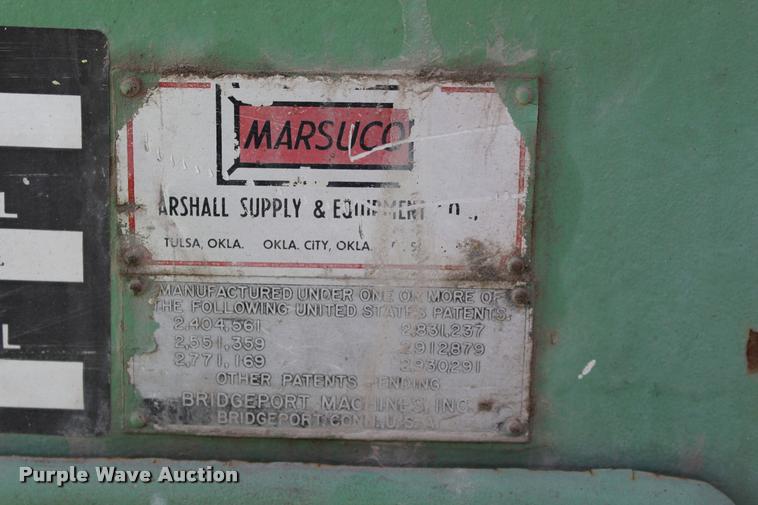 MARSUCO
ARSHALL SUPPLY & EQUIPMENT CO.,
TULSA, OKLA. OKLA. CITY, OKLA.
MANUFACTURED UNDER ONE OR MORE OF
THE FOLLOWING UNITED STATES PATENTS.
2,404,561 2,831,237
2,551,359 2,912,879
2,771,169 2,930,291
OTHER PATENTS PENDING
BRIDGEPORT MACHINES, INC.
BRIDGEPORT, CONN., U.S.A.
L
L
Purple Wave Auction